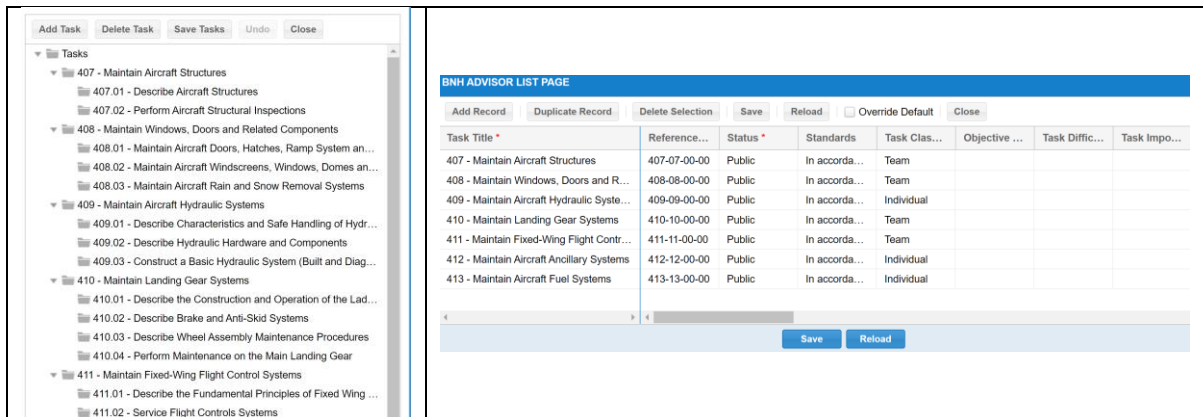 Add Task Delete Task Save Tasks Undo Close
Tasks
407 - Maintain Aircraft Structures
407.01 - Describe Aircraft Structures
407.02 - Perform Aircraft Structural Inspections
408 - Maintain Windows, Doors and Related Components
408.01 - Maintain Aircraft Doors, Hatches, Ramp System an...
408.02 - Maintain Aircraft Windscreens, Windows, Domes an...
408.03 - Maintain Aircraft Rain and Snow Removal Systems
409 - Maintain Aircraft Hydraulic Systems
409.01 - Describe Characteristics and Safe Handling of Hydr...
409.02 - Describe Hydraulic Hardware and Components
409.03 - Construct a Basic Hydraulic System (Built and Diag...
410 - Maintain Landing Gear Systems
410.01 - Describe the Construction and Operation of the Lad...
410.02 - Describe Brake and Anti-Skid Systems
410.03 - Describe Wheel Assembly Maintenance Procedures
410.04 - Perform Maintenance on the Main Landing Gear
411 - Maintain Fixed-Wing Flight Control Systems
411.01 - Describe the Fundamental Principles of Fixed Wing ...
411.02 - Service Flight Controls Systems
BNH ADVISOR LIST PAGE
Add Record Duplicate Record Delete Selection Save Reload Override Default Close
Task Title * Reference... Status * Standards Task Clas... Objective ... Task Diffic... Task Impo...
407 - Maintain Aircraft Structures 407-07-00-00 Public In accorda... Team
408 - Maintain Windows, Doors and R... 408-08-00-00 Public In accorda... Team
409 - Maintain Aircraft Hydraulic Syste... 409-09-00-00 Public In accorda... Individual
410 - Maintain Landing Gear Systems 410-10-00-00 Public In accorda... Team
411 - Maintain Fixed-Wing Flight Contr... 411-11-00-00 Public In accorda... Team
412 - Maintain Aircraft Ancillary Systems 412-12-00-00 Public In accorda... Individual
413 - Maintain Aircraft Fuel Systems 413-13-00-00 Public In accorda... Individual
Save Reload